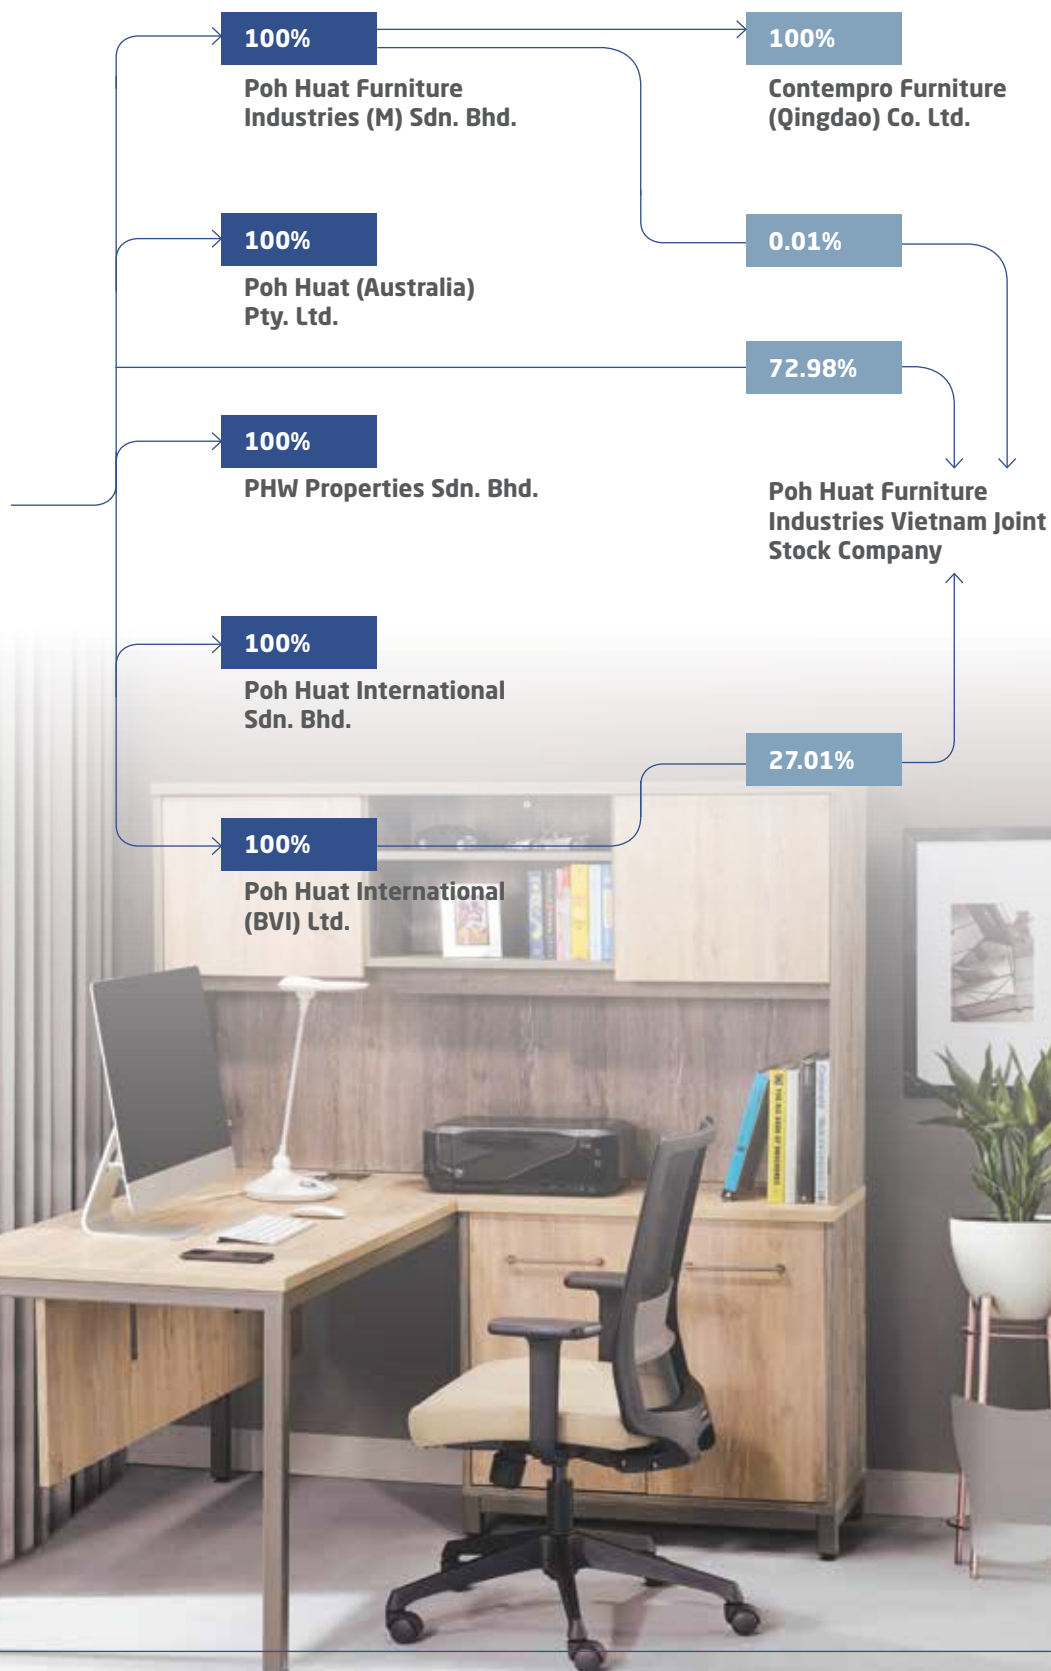 100%
Poh Huat Furniture
Industries (M) Sdn. Bhd.
100%
Contempro Furniture
(Qingdao) Co. Ltd.
100%
Poh Huat (Australia)
Pty. Ltd.
0.01%
72.98%
100%
PHW Properties Sdn. Bhd.
Poh Huat Furniture
Industries Vietnam Joint
Stock Company
100%
Poh Huat International
Sdn. Bhd.
27.01%
100%
Poh Huat International
(BVI) Ltd.